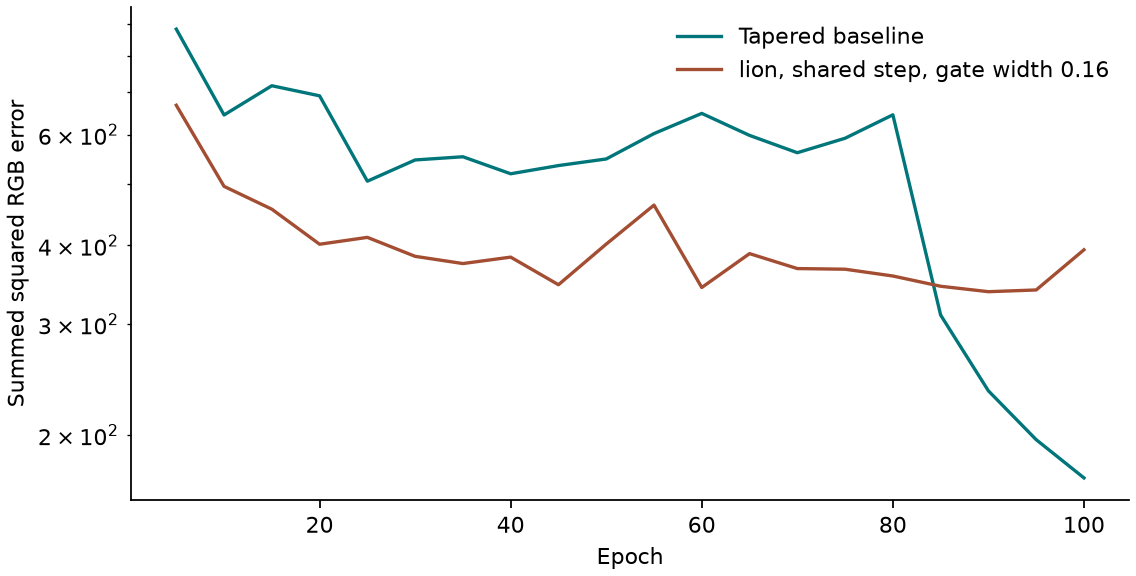 Tapered baseline
lion, shared step, gate width 0.16
Summed squared RGB error
6 × 10²
4 × 10²
3 × 10²
2 × 10²
20 40 60 80 100
Epoch